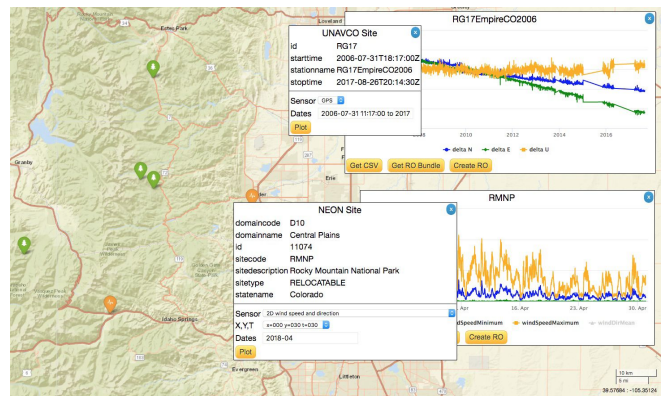 Loveland
Estes Park
RG17EmpireCO2006
UNAVCO Site
id RG17
starttime 2006-07-31T18:17:00Z
stationname RG17EmpireCO2006
stoptime 2017-08-26T20:14:30Z
Sensor GPS
Dates 2006-07-31 11:17:00 to 2017
Plot
2010 2012 2014 2016
delta N delta E delta U
Get CSV Get RO Bundle Create RO
Granby
Erie
RMNP
NEON Site
domaincode D10
domainname Central Plains
id 11074
sitecode RMNP
sitedescription Rocky Mountain National Park
sitetype RELOCATABLE
statename Colorado
Sensor 2D wind speed and direction
X,Y,T x=000 y=030 t=030
Dates 2018-04
Plot
16. Apr 23. Apr 30. Apr
windSpeedMaximum windDirMean
Create RO
Idaho Springs
Evergreen
Littleton
10 km
5 mi
39.57684 : -105.35124